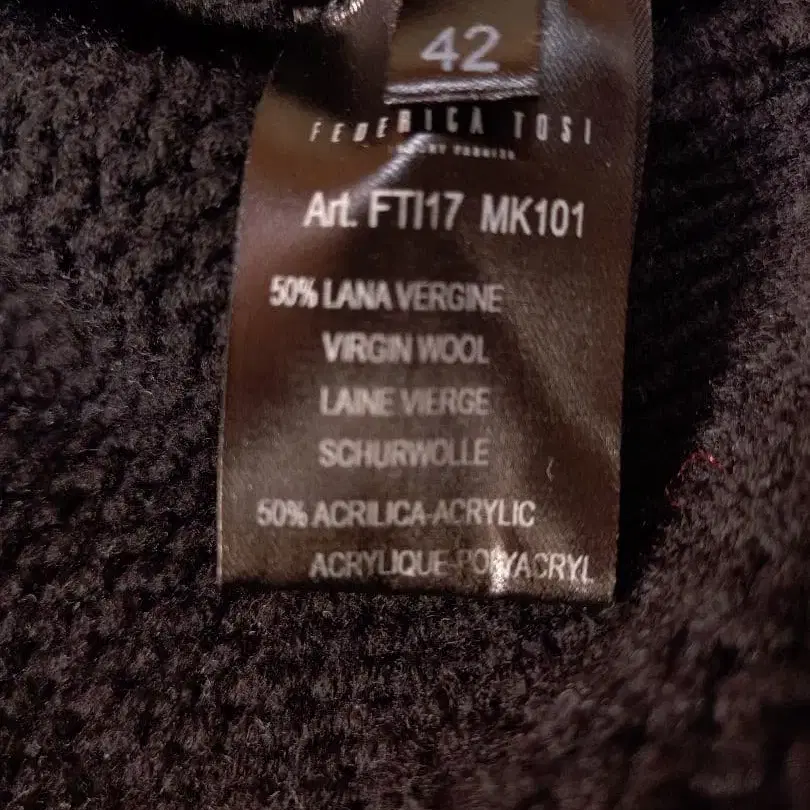 42
FEDERICA TOSI
Art. FTI17 MK101
50% LANA VERGINE
VIRGIN WOOL
LAINE VIERGE
SCHURWOLLE
50% ACRILICA-ACRYLIC
ACRYLIQUE-POLYACRYL